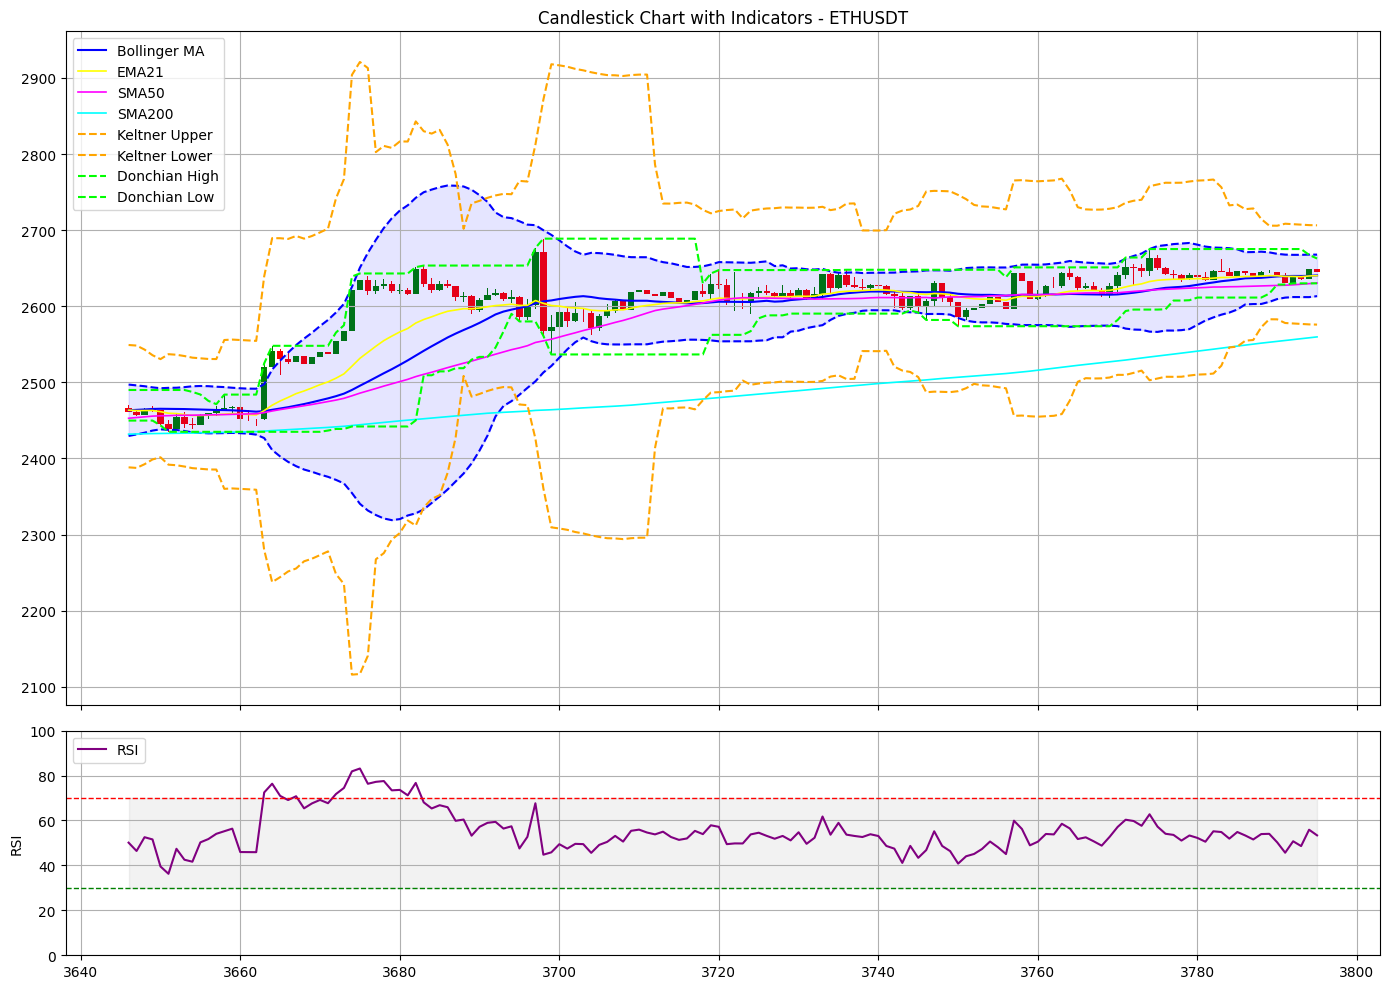 Candlestick Chart with Indicators - ETHUSDT
Bollinger MA
EMA21
SMA50
SMA200
Keltner Upper
Keltner Lower
Donchian High
Donchian Low
2900
2800
2700
2600
2500
2400
2300
2200
2100
RSI
100
80
60
40
20
0
RSI
3640 3660 3680 3700 3720 3740 3760 3780 3800